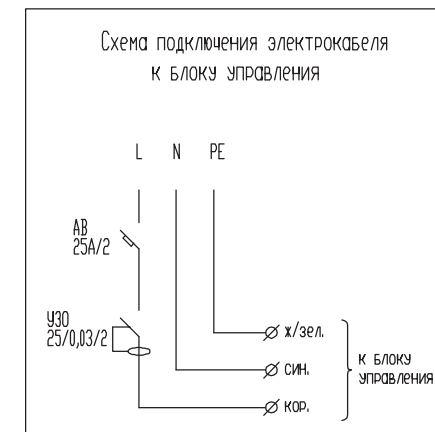 Схема подключения электрокабеля
к блоку управления
L N PE
АВ
25А/2
УЗО
25/0,03/2
ж/зел.
син.
кор.
к блоку
управления